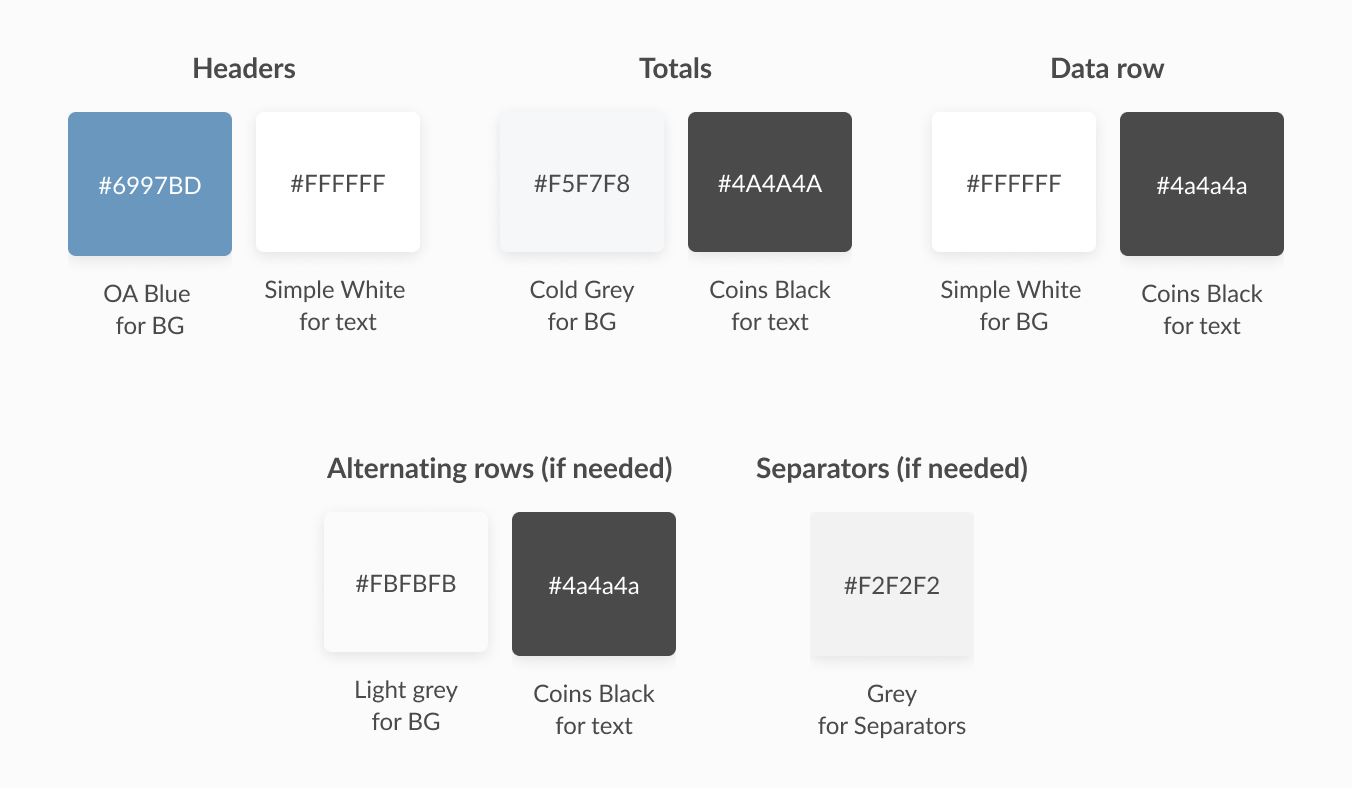 Headers
Totals
Data row
#6997BD
#FFFFFF
#F5F7F8
#4A4A4A
#FFFFFF
#4a4a4a
OA Blue
for BG
Simple White
for text
Cold Grey
for BG
Coins Black
for text
Simple White
for BG
Coins Black
for text
Alternating rows (if needed)
Separators (if needed)
#FBFBFB
#4a4a4a
#F2F2F2
Light grey
for BG
Coins Black
for text
Grey
for Separators